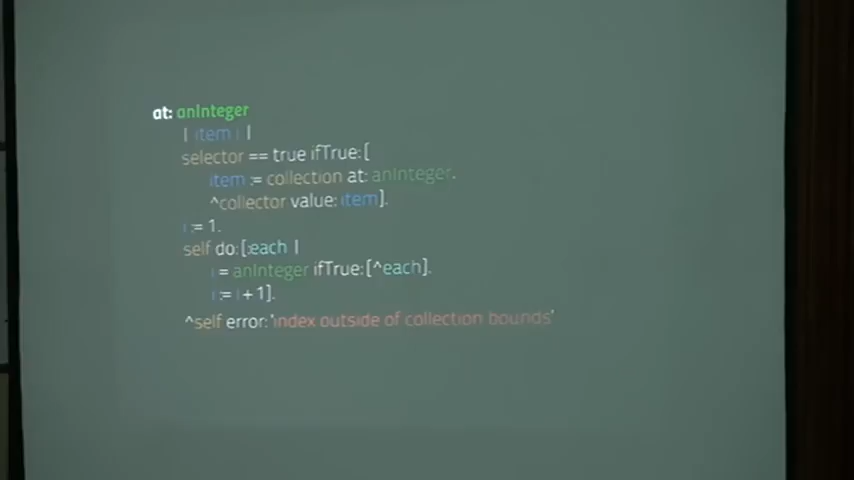 at: anInteger
| item i |
selector == true ifTrue:[
item := collection at: anInteger.
^collector value: item].
i := 1.
self do:[:each |
i = anInteger ifTrue:[^each].
i := i + 1].
^self error:'index outside of collection bounds'